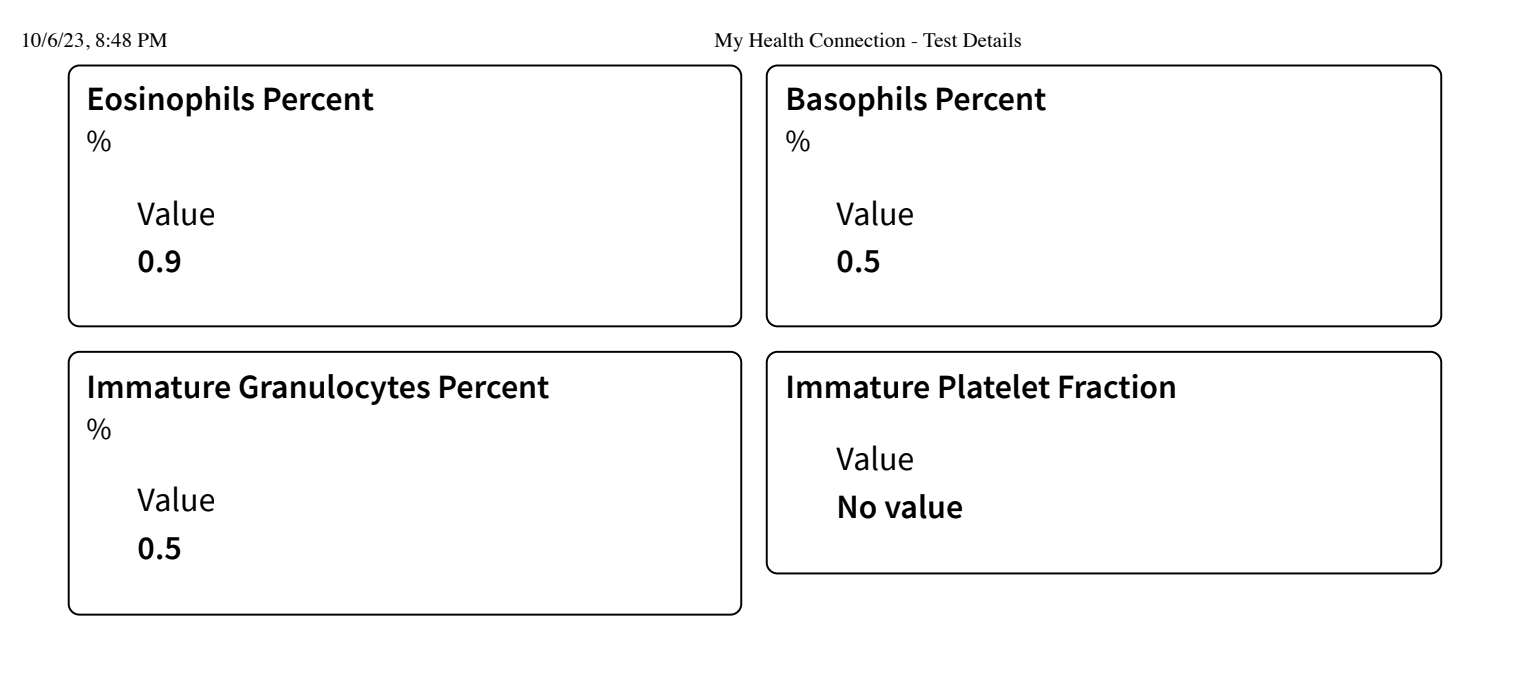 10/6/23, 8:48 PM
My Health Connection - Test Details
Eosinophils Percent
%
Value
0.9
Basophils Percent
%
Value
0.5
Immature Granulocytes Percent
%
Value
0.5
Immature Platelet Fraction
Value
No value